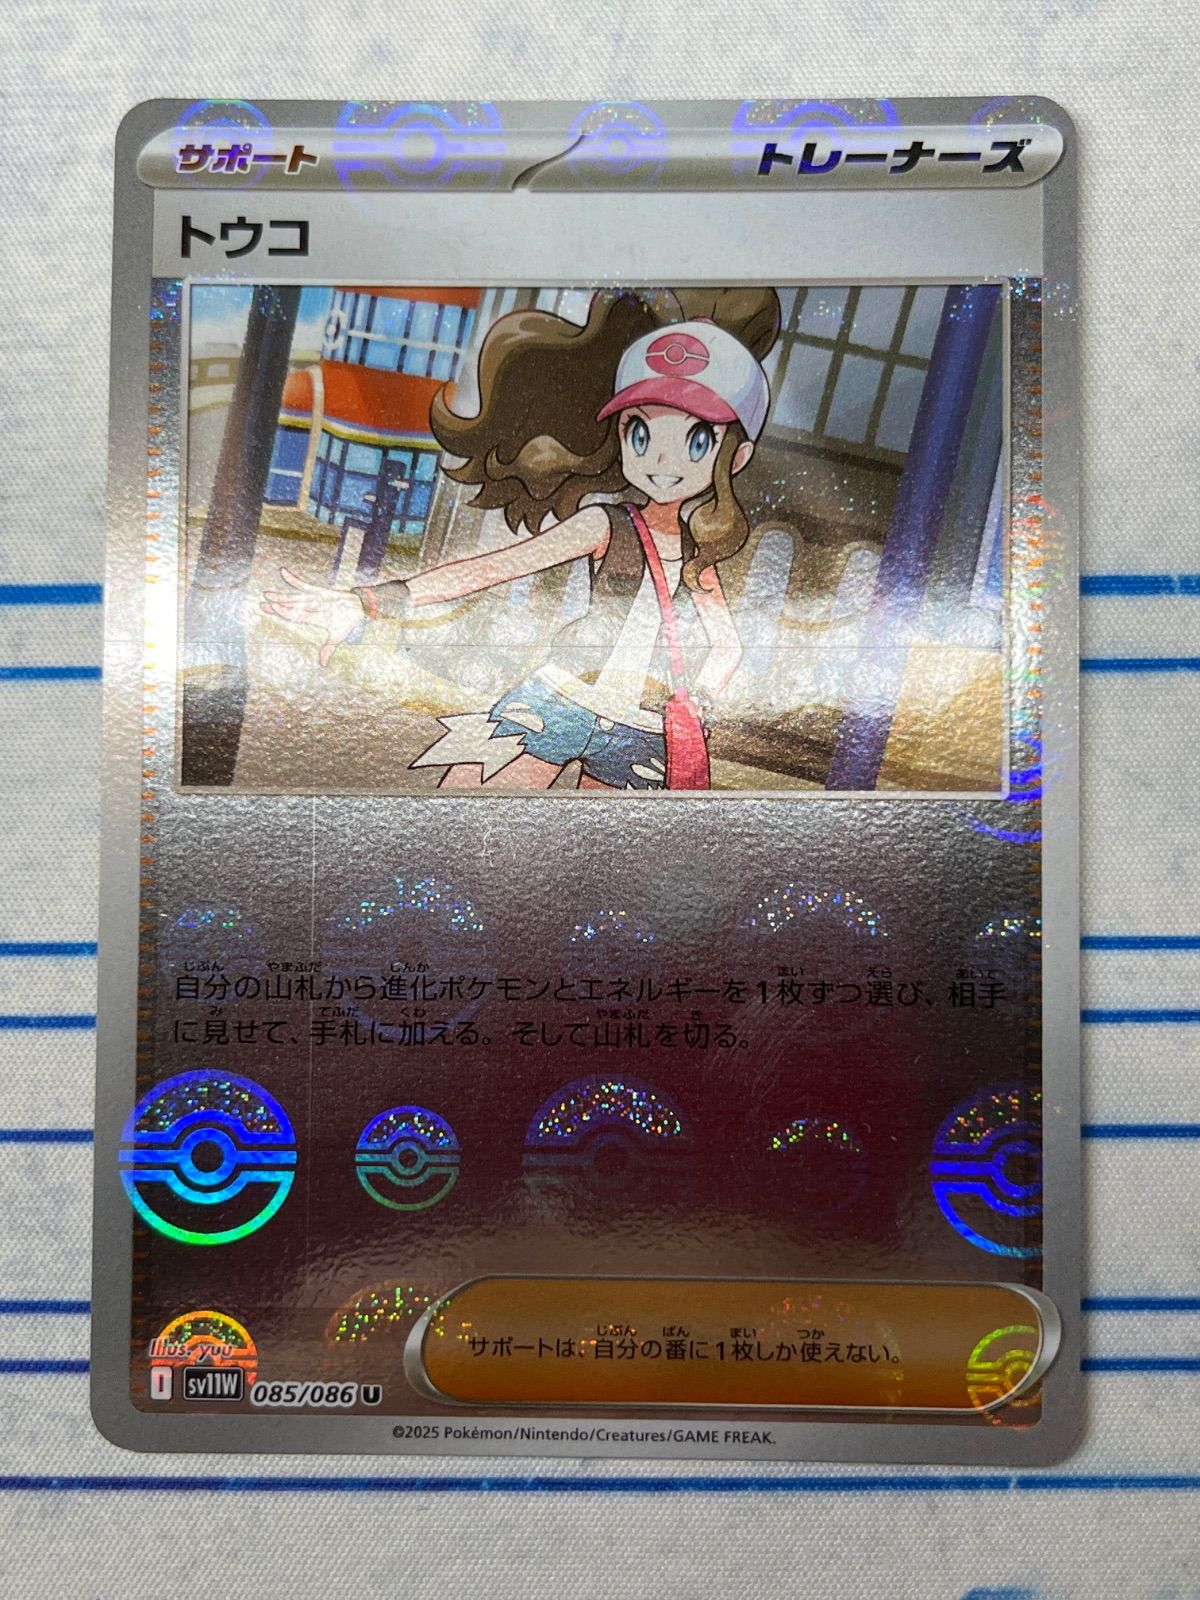 サポート
トレーナーズ
トウコ
自分の山札から進化ポケモンとエネルギーを1枚ずつ選び、相手
に見せて、手札に加える。そして山札を切る。
サポートは、自分の番に1枚しか使えない。
Illus. yuu
I sv11W 085/086 U
©2025 Pokémon/Nintendo/Creatures/GAME FREAK.